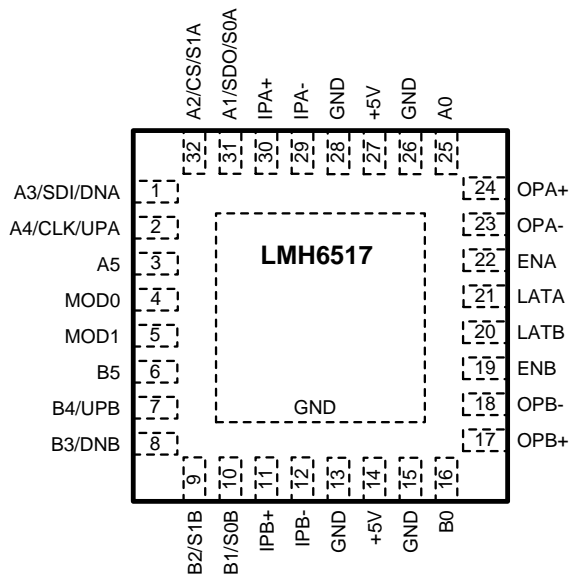 A2/CS/S1A
A1/SDO/S0A
IPA+
IPA-
GND
+5V
GND
A0
32
31
30
29
28
27
26
25
A3/SDI/DNA
1
A4/CLK/UPA
2
A5
3
MOD0
4
MOD1
5
B5
6
B4/UPB
7
B3/DNB
8
LMH6517
GND
24
OPA+
23
OPA-
22
ENA
21
LATA
20
LATB
19
ENB
18
OPB-
17
OPB+
9
10
11
12
13
14
15
16
B2/S1B
B1/S0B
IPB+
IPB-
GND
+5V
GND
B0